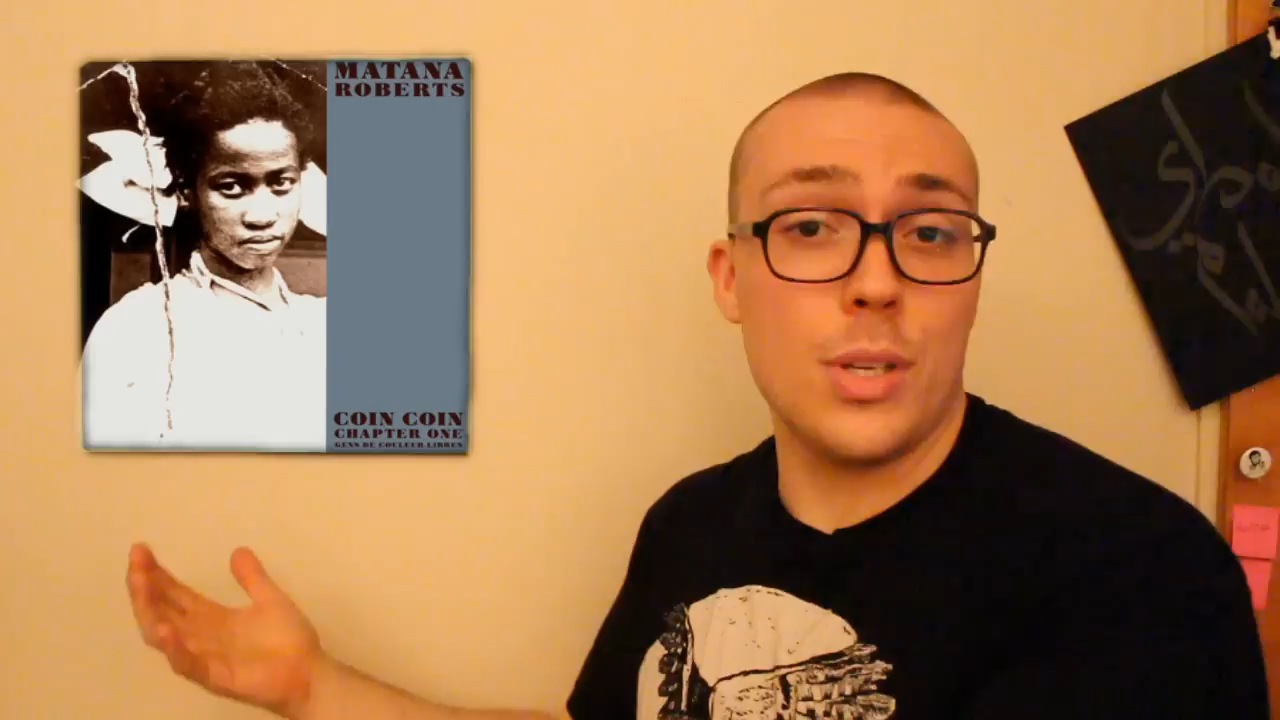 MATANA
ROBERTS
COIN COIN
CHAPTER ONE
GENS DE COULEUR LIBRES